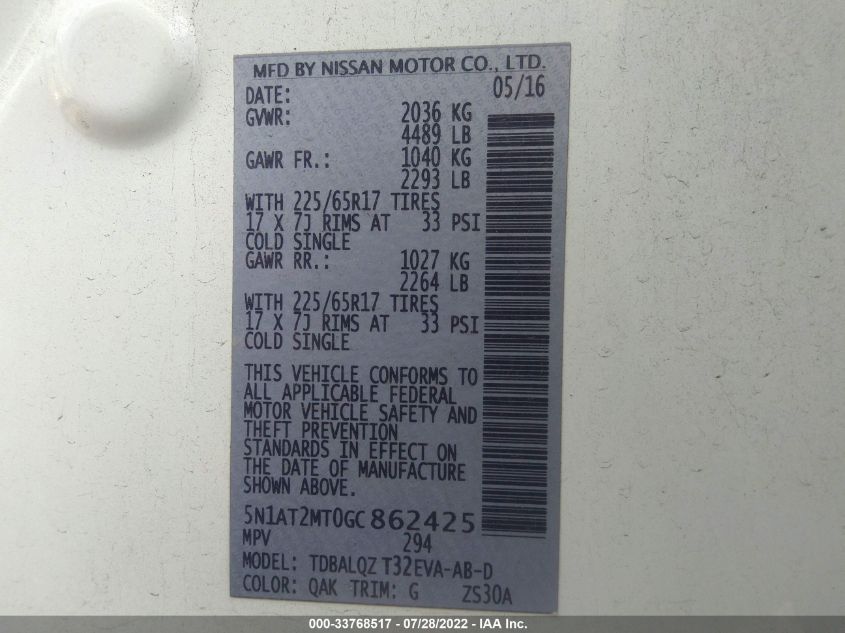 MFD BY NISSAN MOTOR CO., LTD.
DATE: 05/16
GVWR: 2036 KG
4489 LB
GAWR FR.: 1040 KG
2293 LB
WITH 225/65R17 TIRES
17 X 7J RIMS AT 33 PSI
COLD SINGLE
GAWR RR.: 1027 KG
2264 LB
WITH 225/65R17 TIRES
17 X 7J RIMS AT 33 PSI
COLD SINGLE
THIS VEHICLE CONFORMS TO
ALL APPLICABLE FEDERAL
MOTOR VEHICLE SAFETY AND
THEFT PREVENTION
STANDARDS IN EFFECT ON
THE DATE OF MANUFACTURE
SHOWN ABOVE.
5N1AT2MT0GC862425
MPV 294
MODEL: TDBALQZ T32EVA-AB-D
COLOR: QAK TRIM: G ZS30A
000-33768517 / 07/28/2022 - IAA Inc.